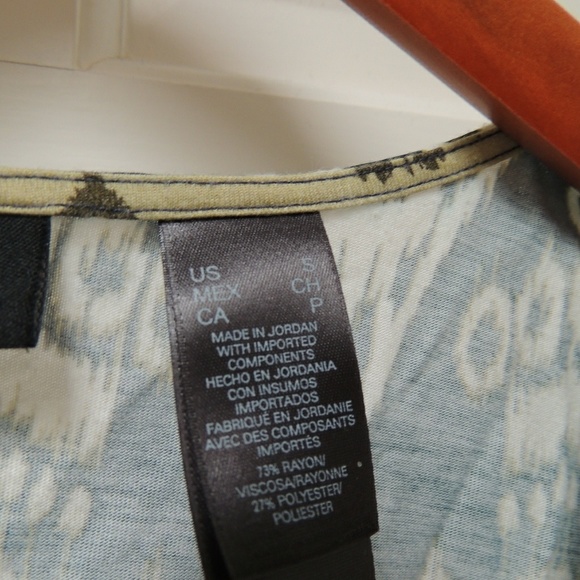 US S
MEX CH
CA P
MADE IN JORDAN
WITH IMPORTED
COMPONENTS
HECHO EN JORDANIA
CON INSUMOS
IMPORTADOS
FABRIQUÉ EN JORDANIE
AVEC DES COMPOSANTS
IMPORTÉS
73% RAYON/
VISCOSA/RAYONNE
27% POLYESTER/
POLIESTER